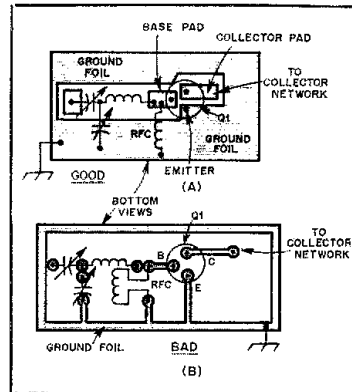 BASE PAD
COLLECTOR PAD
GROUND
FOIL
TO
COLLECTOR
NETWORK
RFC
Q1
GROUND
FOIL
EMITTER
GOOD
(A)
BOTTOM
VIEWS
Q1
TO
COLLECTOR
NETWORK
B
C
RFC
E
GROUND FOIL
BAD
(B)